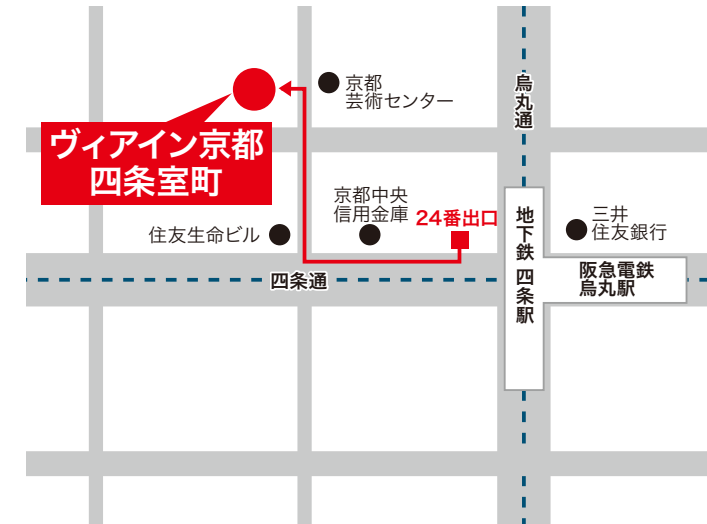 京都
芸術センター
烏丸通
ヴィアイン京都
四条室町
京都中央
信用金庫
24番出口
住友生命ビル
地下鉄 四条駅
三井
住友銀行
阪急電鉄
烏丸駅
四条通